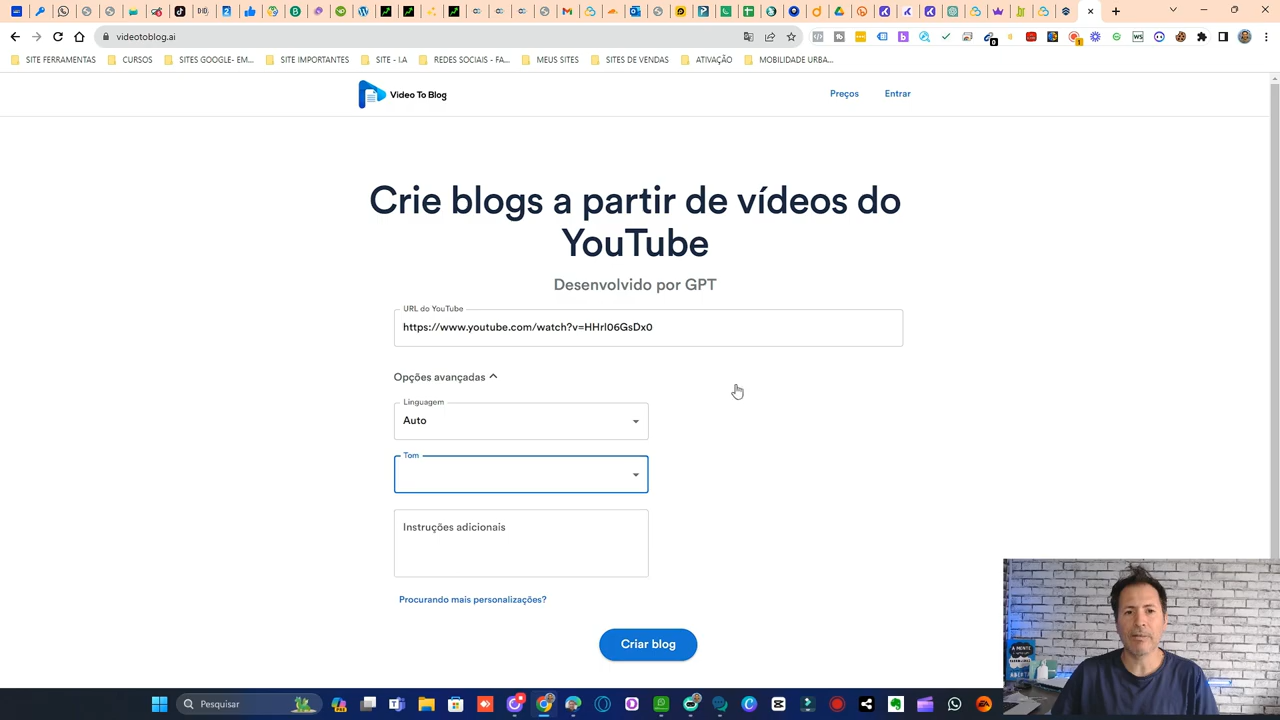 videotoblog.ai
SITE FERRAMENTAS
CURSOS
SITES GOOGLE- EM...
SITE IMPORTANTES
SITE - I.A
REDES SOCIAIS - FA...
MEUS SITES
SITES DE VENDAS
ATIVAÇÃO
MOBILIDADE URBA...
Video To Blog
Preços
Entrar
Crie blogs a partir de vídeos do
YouTube
Desenvolvido por GPT
URL do YouTube
https://www.youtube.com/watch?v=HHrl06GsDx0
Opções avançadas
Linguagem
Auto
Tom
Instruções adicionais
Procurando mais personalizações?
Criar blog
Pesquisar
A MENTE